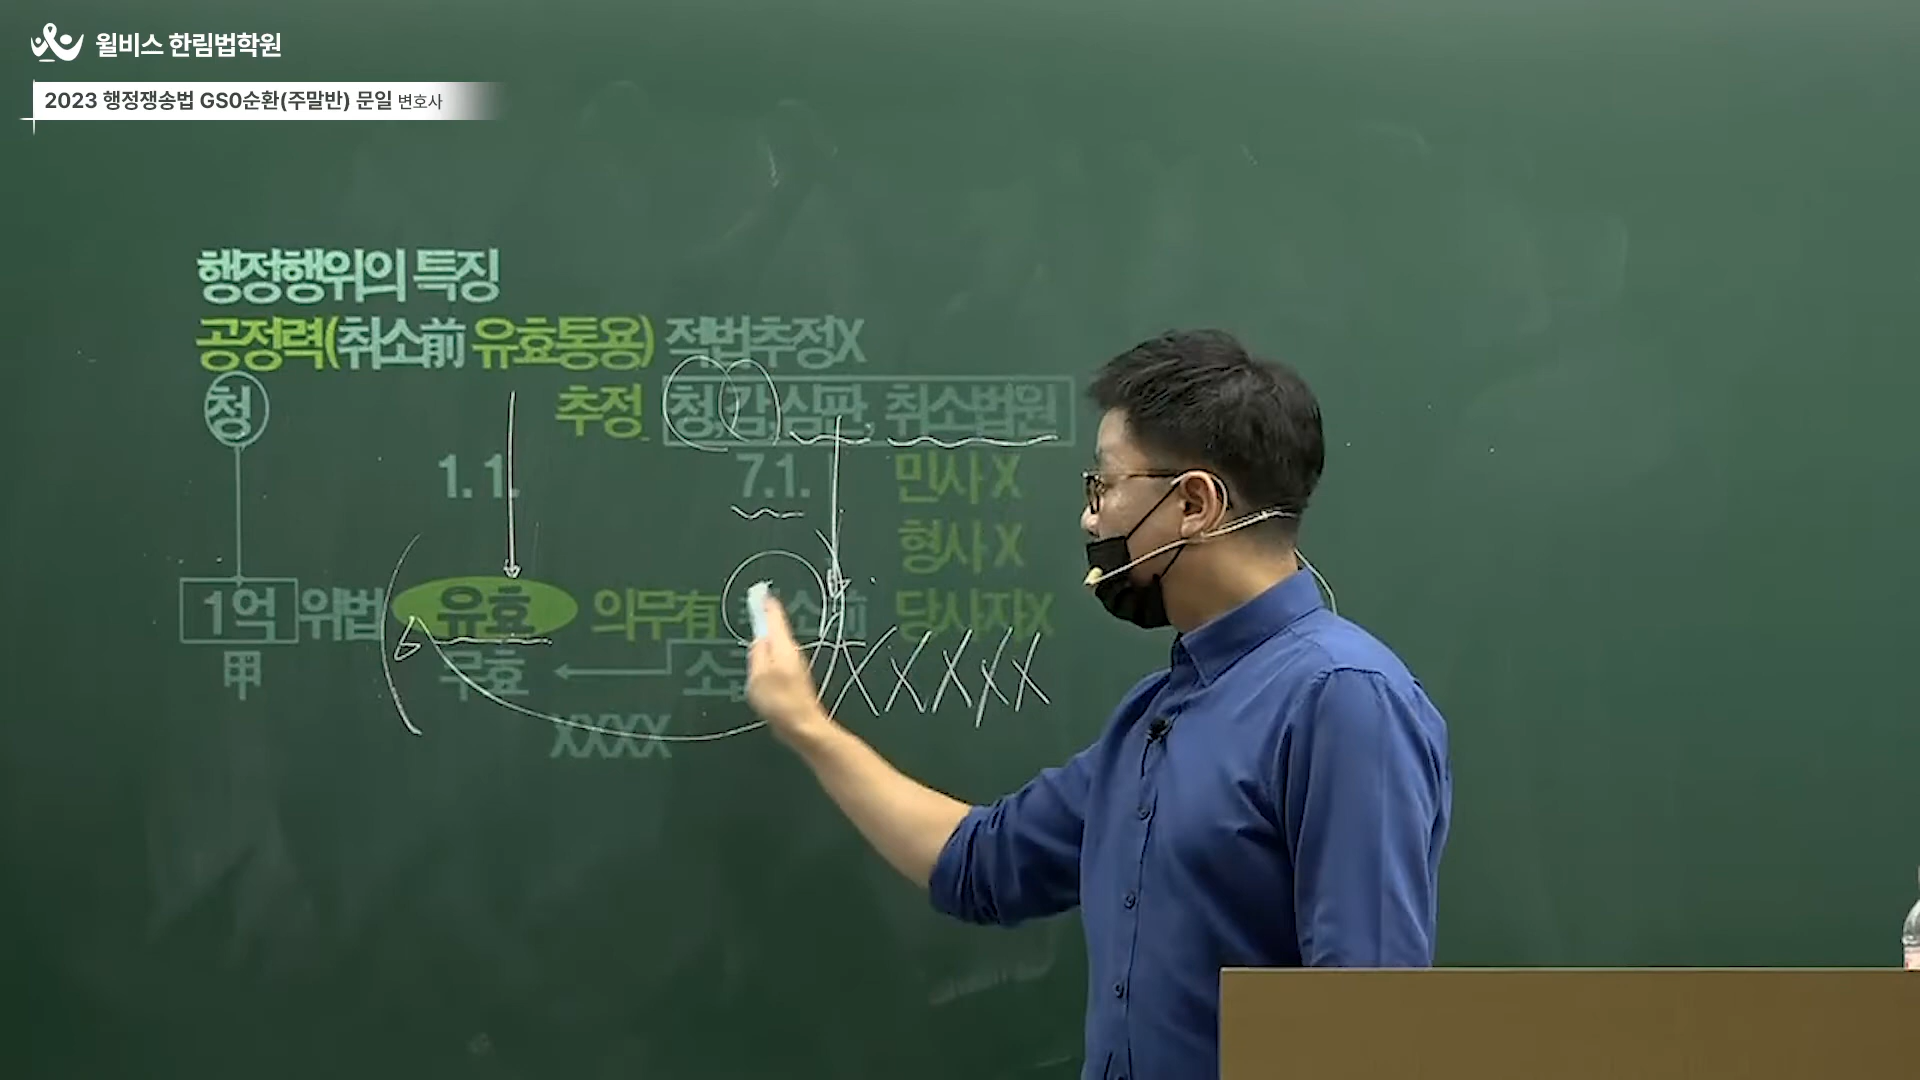 윌비스 한림법학원
2023 행정쟁송법 GS0순환(주말반) 문일 변호사
행정행위의 특징
공정력(취소前 유효통용) 적법추정X
청 추정 청,감,심판, 취소법원
1.1. 7.1. 민사 X
형사 X
1억 위법 유효 의무有 前 당사자X
甲 무효 X X X X X
XXXX